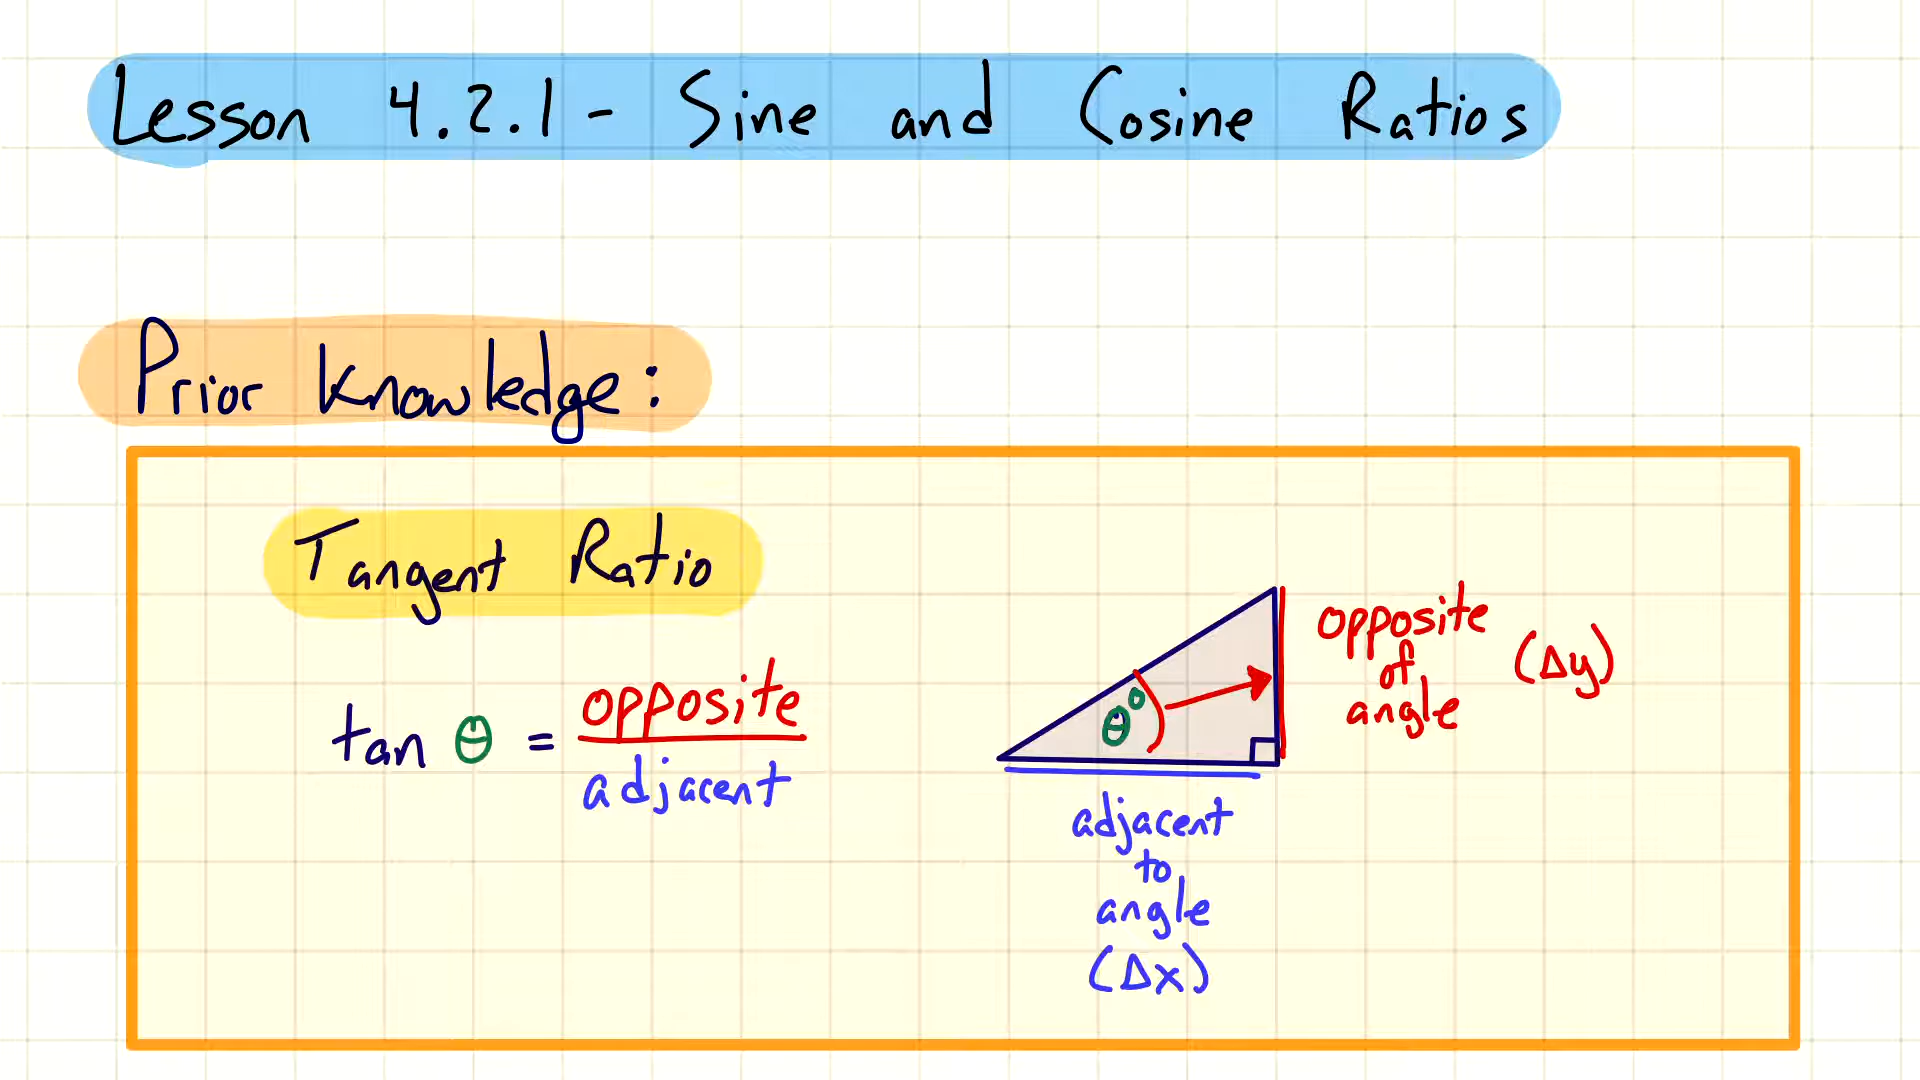 Lesson 4.2.1 - Sine and Cosine Ratios
Prior Knowledge:
Tangent Ratio
tan θ = opposite
adjacent
θ°
opposite
of
angle
(Δy)
adjacent
to
angle
(Δx)